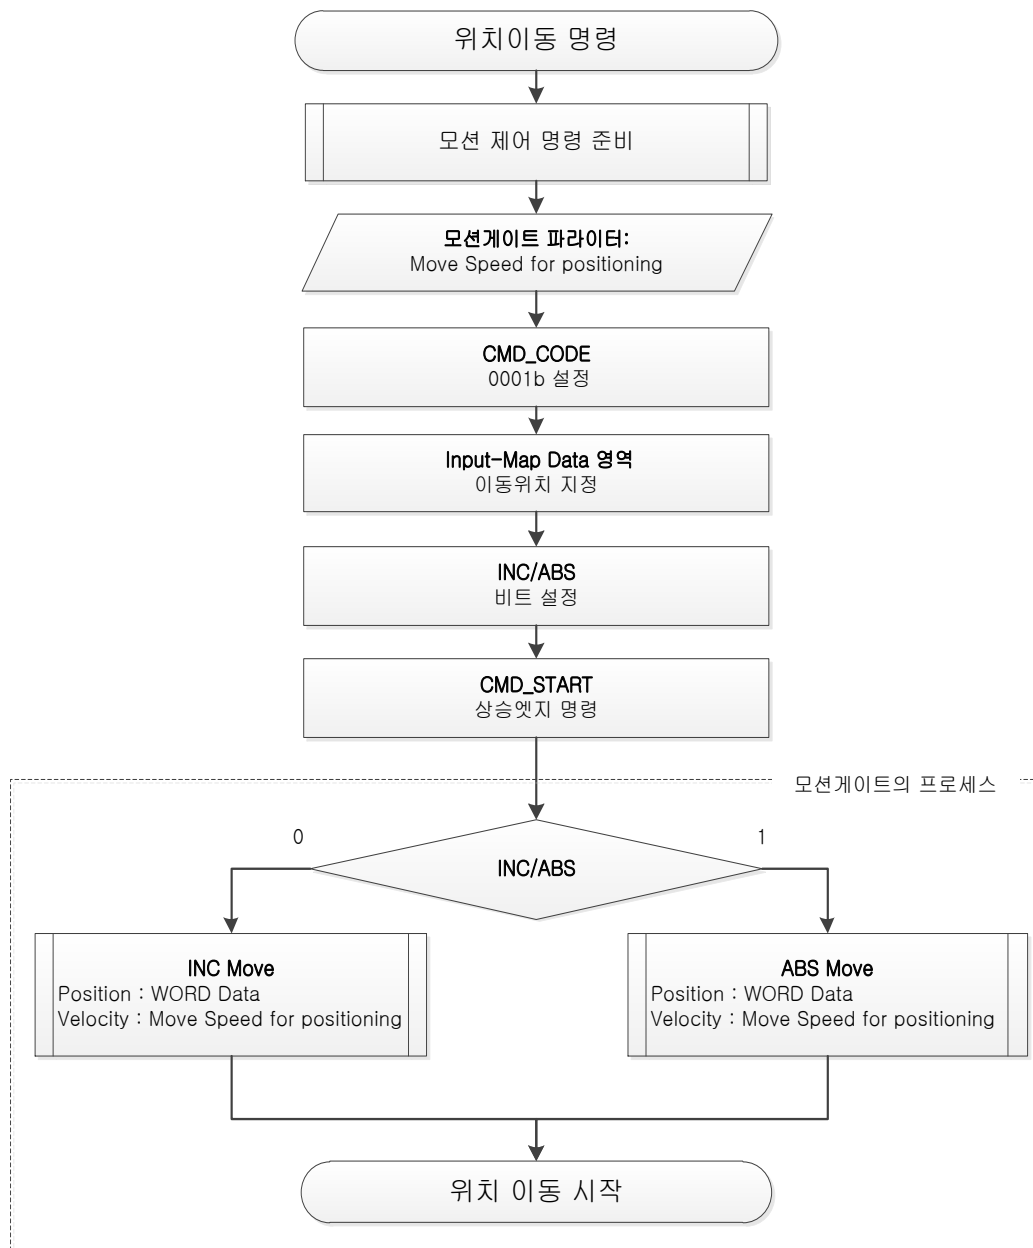 위치이동 명령
모션 제어 명령 준비
모션게이트 파라이터:
Move Speed for positioning
CMD_CODE
0001b 설정
Input-Map Data 영역
이동위치 지정
INC/ABS
비트 설정
CMD_START
상승엣지 명령
모션게이트의 프로세스
0
1
INC/ABS
INC Move
Position : WORD Data
Velocity : Move Speed for positioning
ABS Move
Position : WORD Data
Velocity : Move Speed for positioning
위치 이동 시작